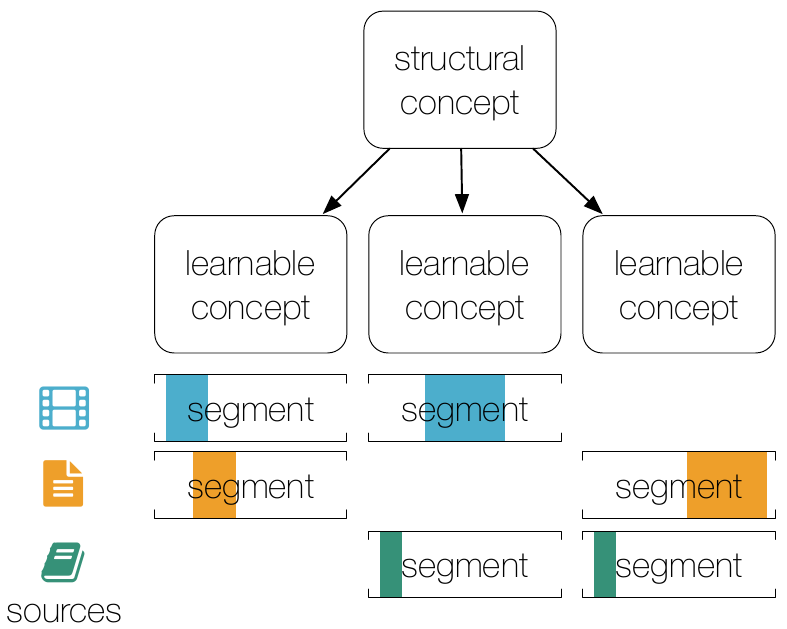 structural
concept
learnable
concept
learnable
concept
learnable
concept
segment
segment
segment
segment
segment
segment
sources